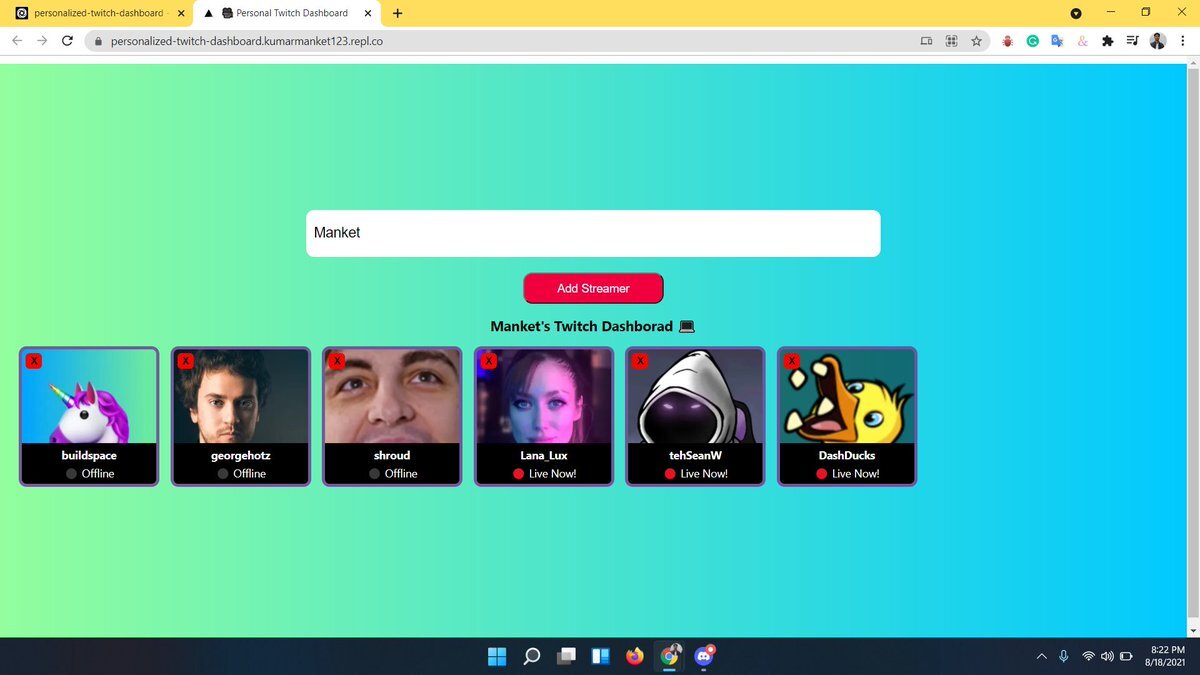 personalized-twitch-dashboard
Personal Twitch Dashboard
personalized-twitch-dashboard.kumarmanket123.repl.co
Manket
Add Streamer
Manket's Twitch Dashborad
X X X X X X
buildspace georgehotz shroud Lana_Lux tehSeanW DashDucks
Offline Offline Offline Live Now! Live Now! Live Now!
8:22 PM
8/18/2021